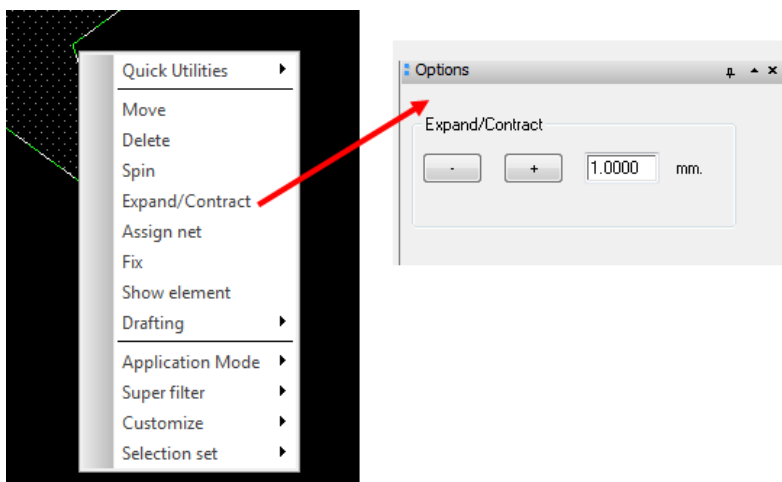 Quick Utilities
Move
Delete
Spin
Expand/Contract
Assign net
Fix
Show element
Drafting
Application Mode
Super filter
Customize
Selection set
Options
Expand/Contract
- + 1.0000 mm.